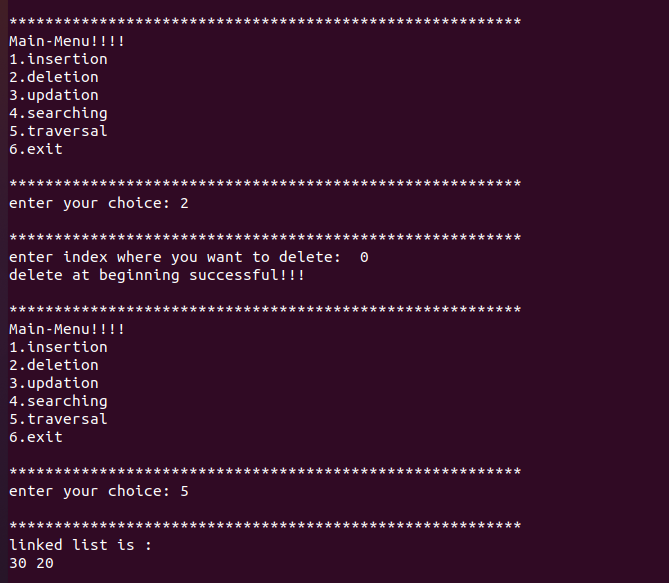 *********************************************************
Main-Menu!!!!
1.insertion
2.deletion
3.updation
4.searching
5.traversal
6.exit
*********************************************************
enter your choice: 2
*********************************************************
enter index where you want to delete:  0
delete at beginning successful!!!
*********************************************************
Main-Menu!!!!
1.insertion
2.deletion
3.updation
4.searching
5.traversal
6.exit
*********************************************************
enter your choice: 5
*********************************************************
linked list is :
30 20